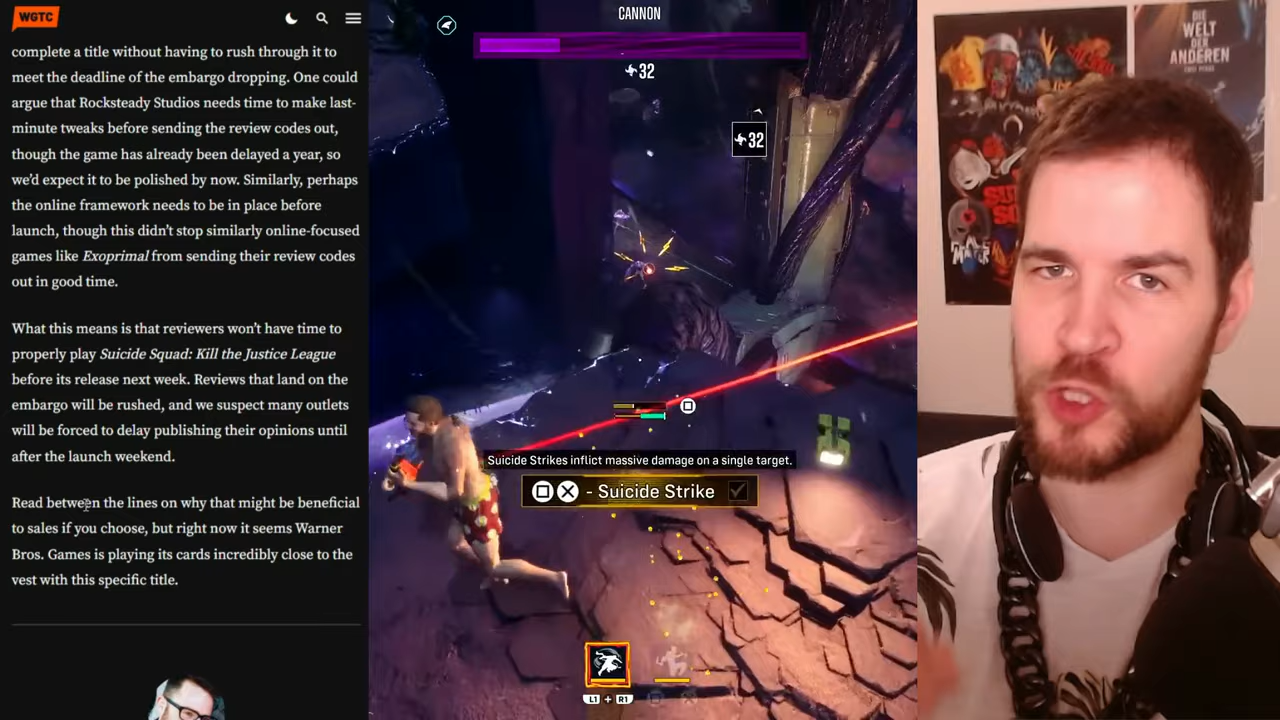 WGTC
complete a title without having to rush through it to
meet the deadline of the embargo dropping. One could
argue that Rocksteady Studios needs time to make last-
minute tweaks before sending the review codes out,
though the game has already been delayed a year, so
we’d expect it to be polished by now. Similarly, perhaps
the online framework needs to be in place before
launch, though this didn’t stop similarly online-focused
games like Exoprimal from sending their review codes
out in good time.
What this means is that reviewers won’t have time to
properly play Suicide Squad: Kill the Justice League
before its release next week. Reviews that land on the
embargo will be rushed, and we suspect many outlets
will be forced to delay publishing their opinions until
after the launch weekend.
Read between the lines on why that might be beneficial
to sales if you choose, but right now it seems Warner
Bros. Games is playing its cards incredibly close to the
vest with this specific title.
CANNON
32
32
Suicide Strikes inflict massive damage on a single target.
- Suicide Strike
L1 + R1
DIE
WELT
DER
ANDEREN